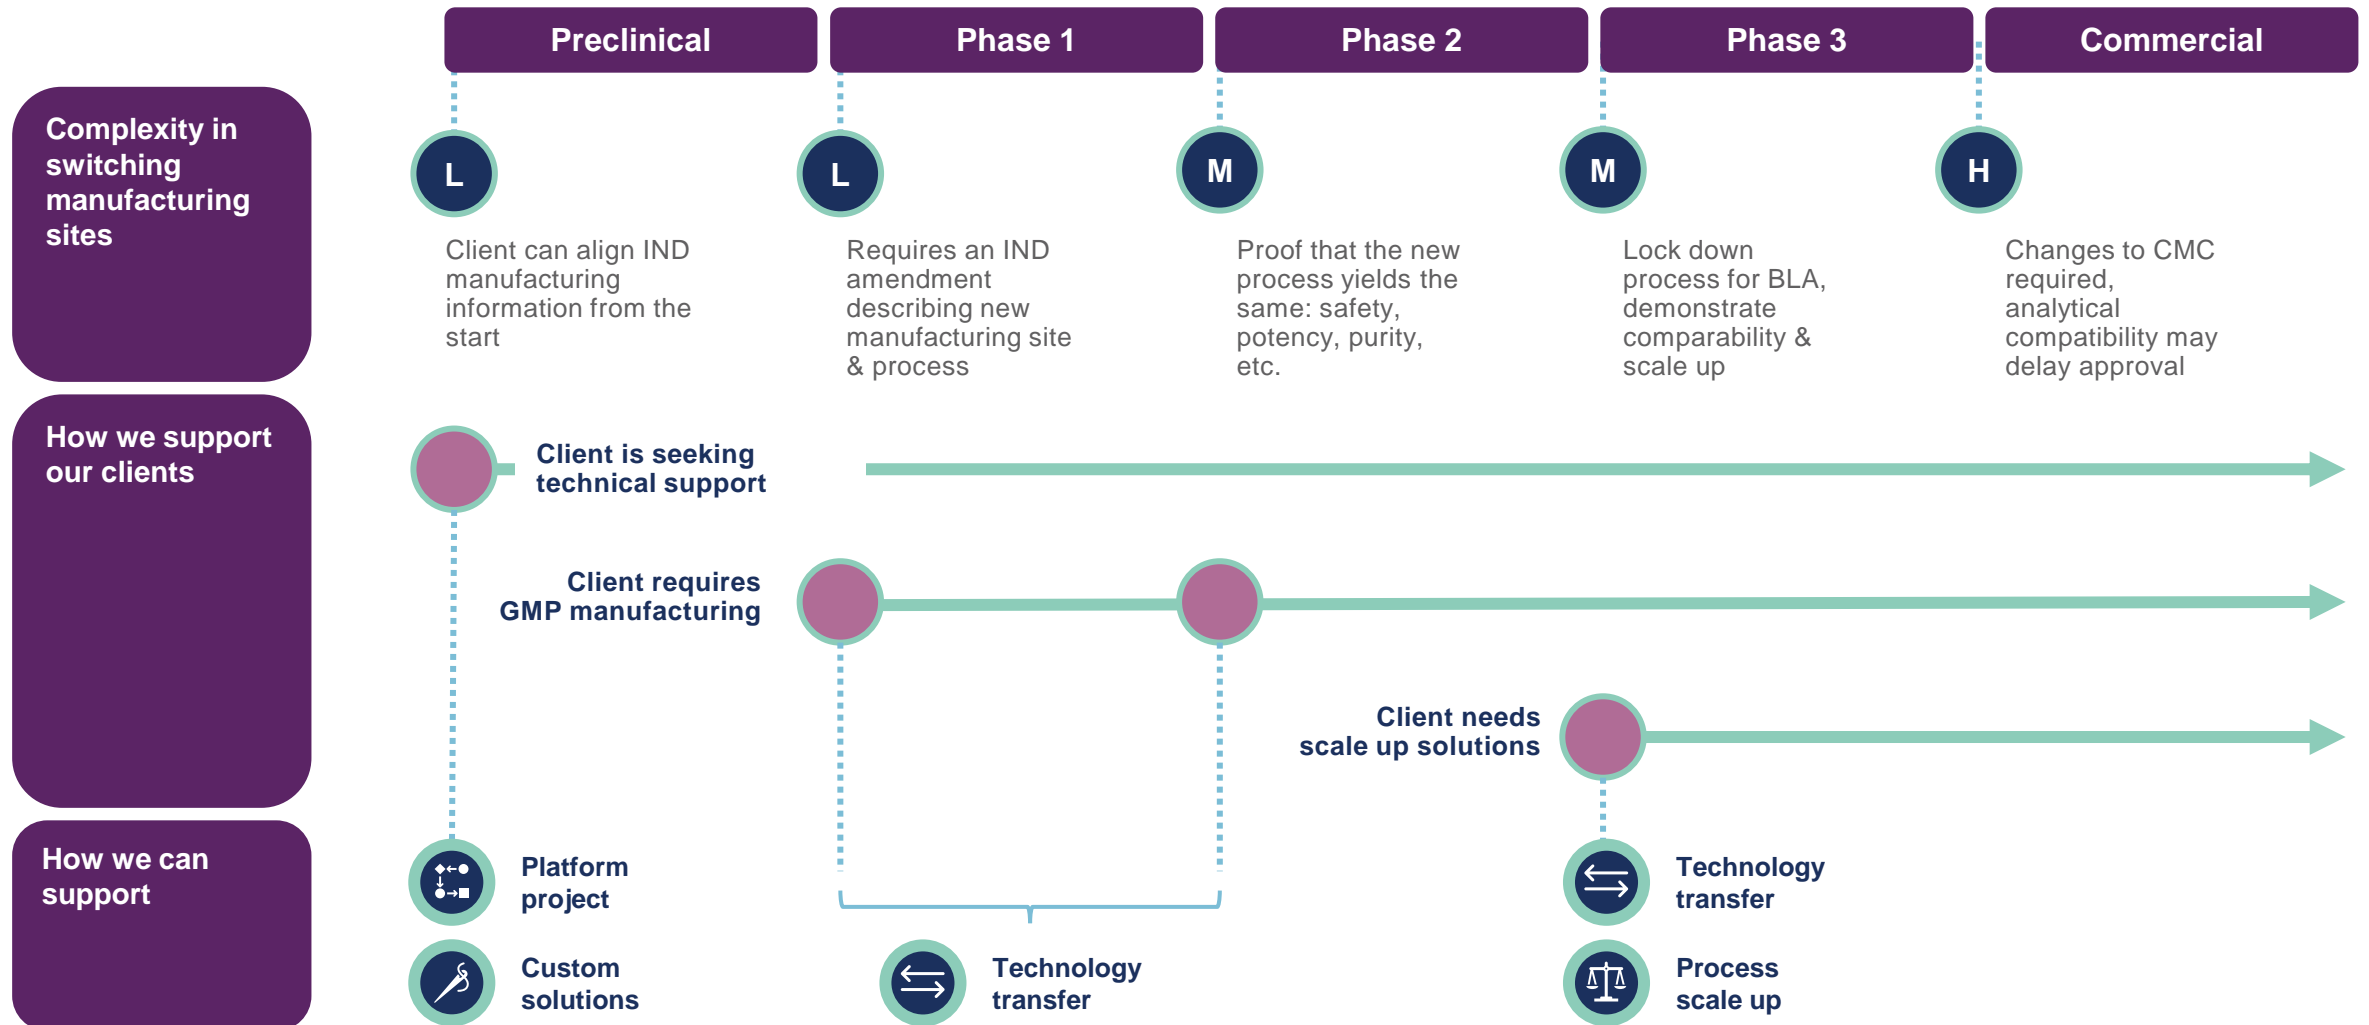 Preclinical
Phase 1
Phase 2
Phase 3
Commercial
Complexity in
switching
manufacturing
sites
L
L
M
M
H
Client can align IND
manufacturing
information from the
start
Requires an IND
amendment
describing new
manufacturing site
& process
Proof that the new
process yields the
same: safety,
potency, purity,
etc.
Lock down
process for BLA,
demonstrate
comparability &
scale up
Changes to CMC
required,
analytical
compatibility may
delay approval
How we support
our clients
Client is seeking
technical support
Client requires
GMP manufacturing
Client needs
scale up solutions
How we can
support
Platform
project
Custom
solutions
Technology
transfer
Technology
transfer
Process
scale up